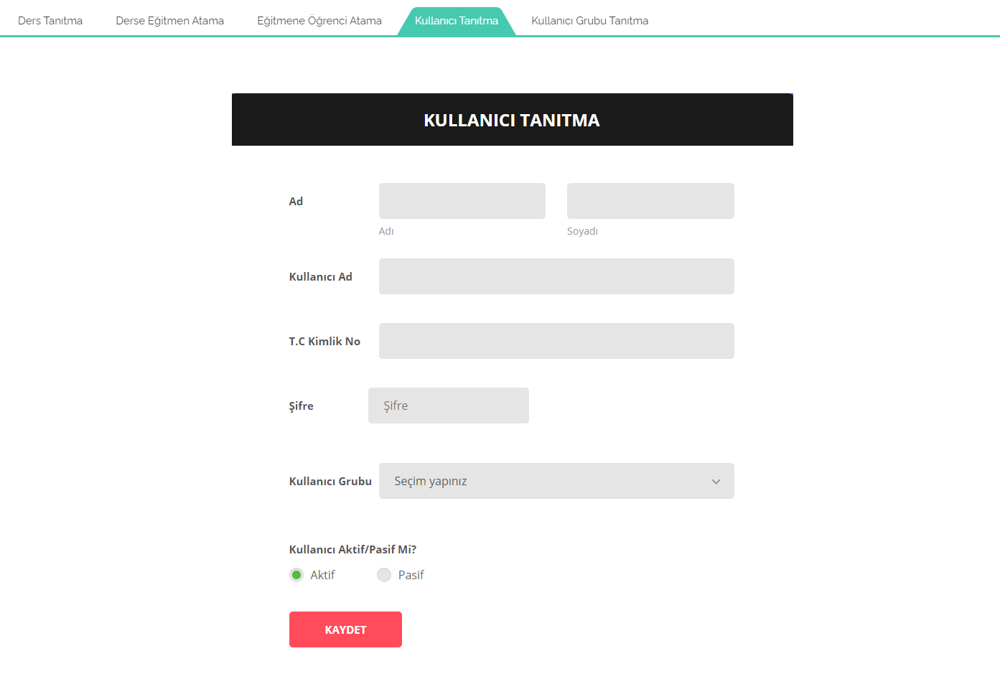 Ders Tanıtma Derse Eğitmen Atama Eğitmene Öğrenci Atama Kullanıcı Tanıtma Kullanıcı Grubu Tanıtma
KULLANICI TANITMA
Ad
Adı Soyadı
Kullanıcı Ad
T.C Kimlik No
Şifre Şifre
Kullanıcı Grubu Seçim yapınız
Kullanıcı Aktif/Pasif Mi?
Aktif Pasif
KAYDET